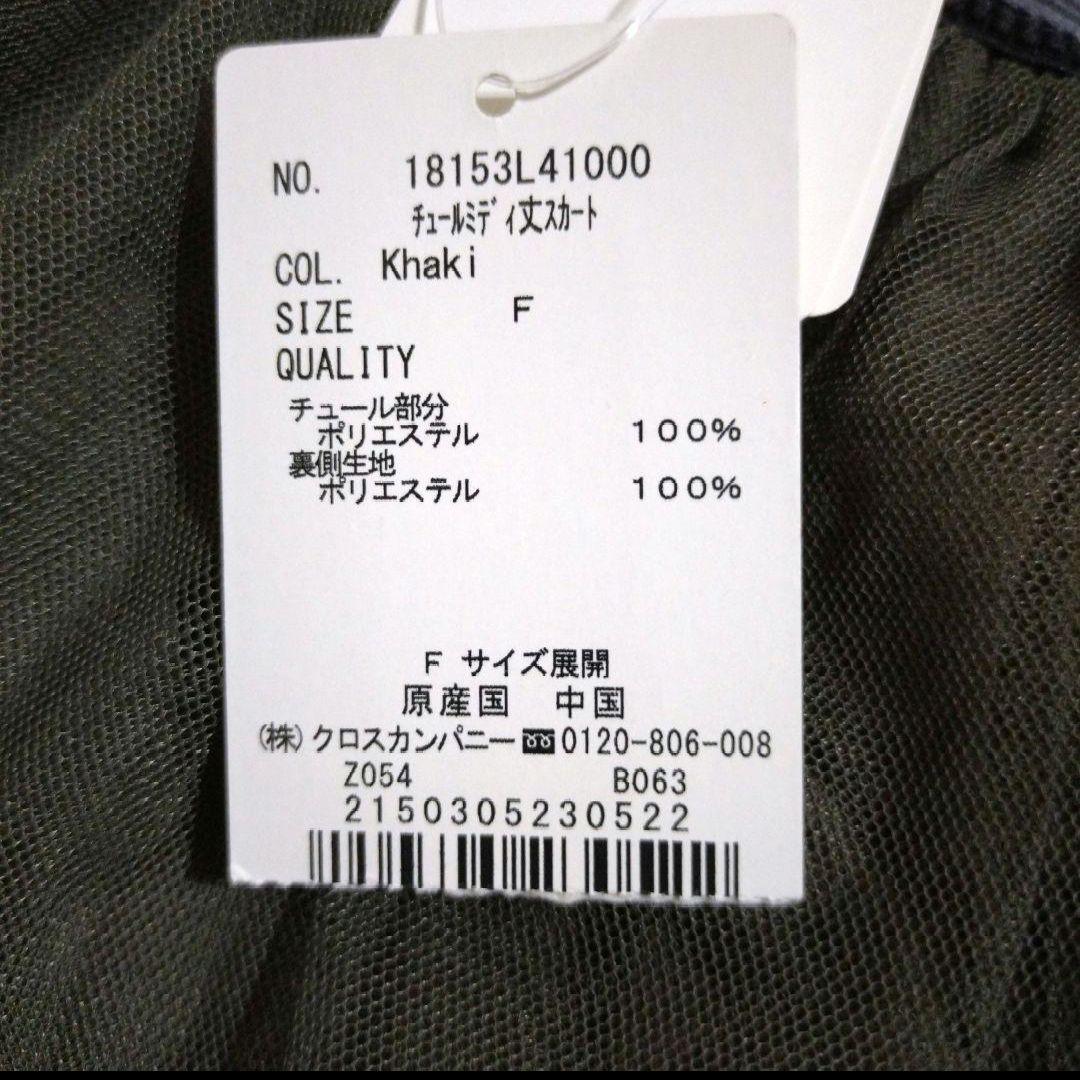 NO. 18153L41000
ﾁｭｰﾙﾐﾃﾞｨ丈ｽｶｰﾄ
COL. Khaki
SIZE F
QUALITY
チュール部分
ポリエステル 100%
裏側生地
ポリエステル 100%
F サイズ展開
原産国 中国
(株)クロスカンパニー 0120-806-008
Z054 B063
2150305230522